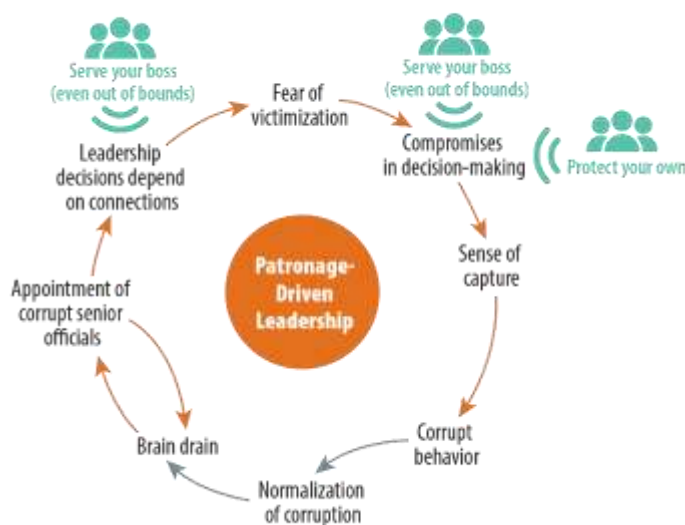 Serve your boss
(even out of bounds)
Serve your boss
(even out of bounds)
Fear of
victimization
Compromises
in decision-making
Protect your own
Leadership
decisions depend
on connections
Sense
of capture
Patronage-
Driven
Leadership
Appointment of
corrupt senior
officials
Corrupt
behavior
Brain drain
Normalization
of corruption